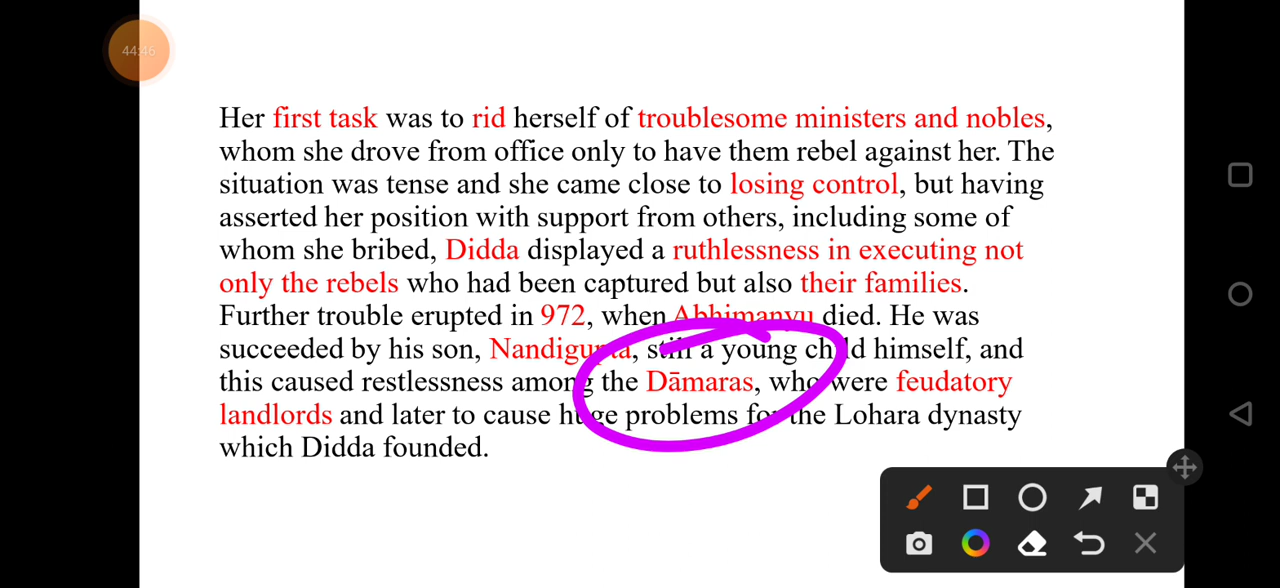 44:46
Her first task was to rid herself of troublesome ministers and nobles,
whom she drove from office only to have them rebel against her. The
situation was tense and she came close to losing control, but having
asserted her position with support from others, including some of
whom she bribed, Didda displayed a ruthlessness in executing not
only the rebels who had been captured but also their families.
Further trouble erupted in 972, when Abhimanyu died. He was
succeeded by his son, Nandigupta, still a young child himself, and
this caused restlessness among the Dāmaras, who were feudatory
landlords and later to cause huge problems for the Lohara dynasty
which Didda founded.